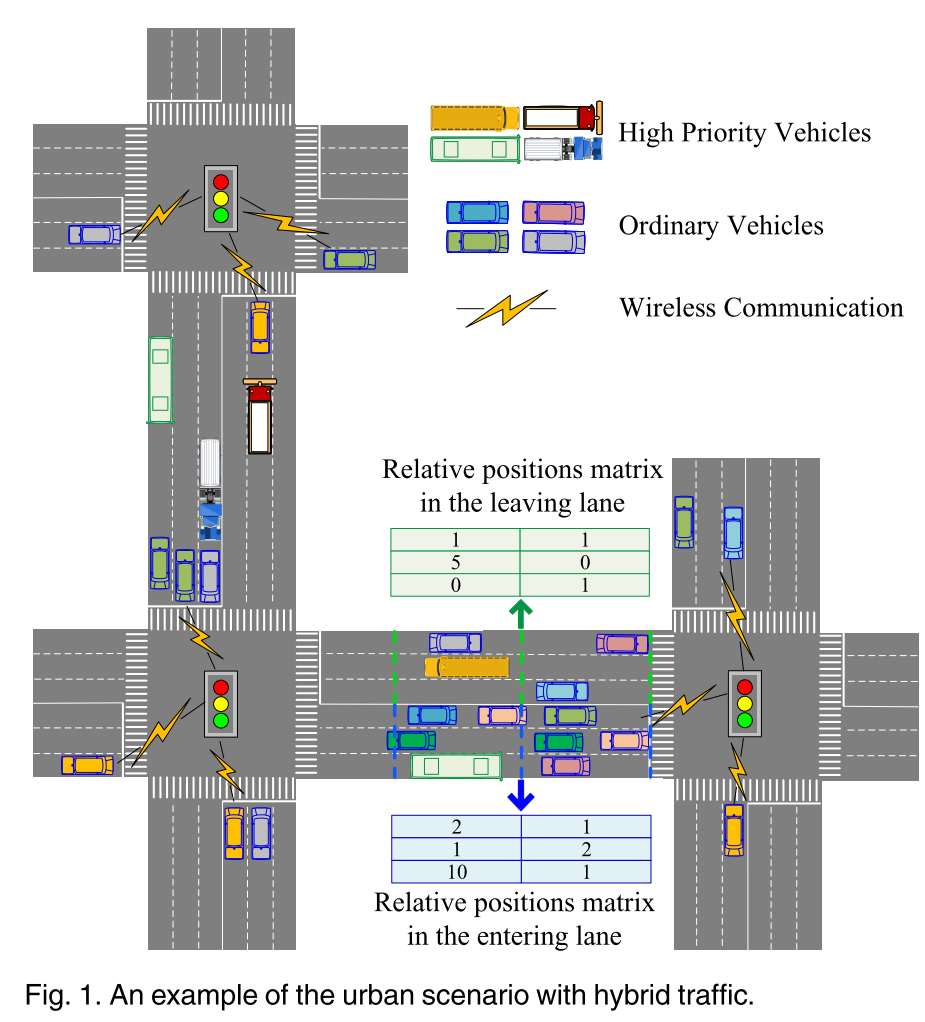 High Priority Vehicles
Ordinary Vehicles
Wireless Communication
Relative positions matrix
in the leaving lane
1 1
5 0
0 1
2 1
1 2
10 1
Relative positions matrix
in the entering lane
Fig. 1. An example of the urban scenario with hybrid traffic.